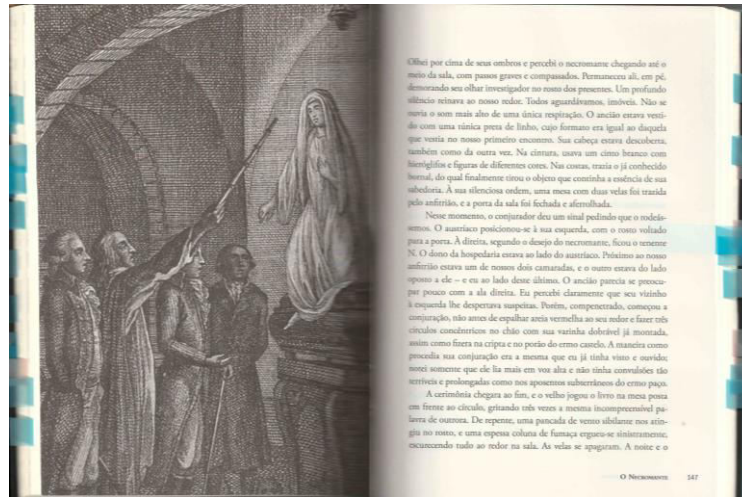 Olhei por cima de seus ombros e percebi o necromante chegando até o
meio da sala, com passos graves e compassados. Permaneceu ali, em pé,
demorando seu olhar investigador no rosto dos presentes. Um profundo
silêncio reinava ao nosso redor. Todos aguardávamos, imóveis. Não se
ouvia o som mais alto de uma única respiração. O ancião estava vesti-
do com uma túnica preta de linho, cujo formato era igual ao daquela
que vestia no nosso primeiro encontro. Sua cabeça estava descoberta,
também como da outra vez. Na cintura, usava um cinto branco com
hieróglifos e figuras de diferentes cores. Nas costas, trazia o já conhecido
bornal, do qual finalmente tirou o objeto que continha a essência de sua
sabedoria. À sua silenciosa ordem, uma mesa com duas velas foi trazida
pelo anfitrião, e a porta da sala foi fechada e aferrolhada.
Nesse momento, o conjurador deu um sinal pedindo que o rodeás-
semos. O austríaco posicionou-se à sua esquerda, com o rosto voltado
para a porta. À direita, segundo o desejo do necromante, ficou o tenente
N. O dono da hospedaria estava ao lado do austríaco. Próximo ao nosso
anfitrião estava um de nossos dois camaradas, e o outro estava do lado
oposto a ele – e eu ao lado deste último. O ancião parecia se preocu-
par pouco com a ala direita. Eu percebi claramente que seu vizinho
à esquerda lhe despertava suspeitas. Porém, compenetrado, começou a
conjuração, não antes de espalhar areia vermelha ao seu redor e fazer três
círculos concêntricos no chão com sua varinha dobrável já montada,
assim como fizera na cripta e no porão do ermo castelo. A maneira como
procedia sua conjuração era a mesma que eu já tinha visto e ouvido;
notei somente que ele lia mais em voz alta e não tinha convulsões tão
terríveis e prolongadas como nos aposentos subterrâneos do ermo paço.
A cerimônia chegara ao fim, e o velho jogou o livro na mesa posta
em frente ao círculo, gritando três vezes a mesma incompreensível pa-
lavra de outrora. De repente, uma pancada de vento sibilante nos atin-
giu no rosto, e uma espessa coluna de fumaça ergueu-se sinistramente,
escurecendo tudo ao redor na sala. As velas se apagaram. A noite e o
O Necromante 147